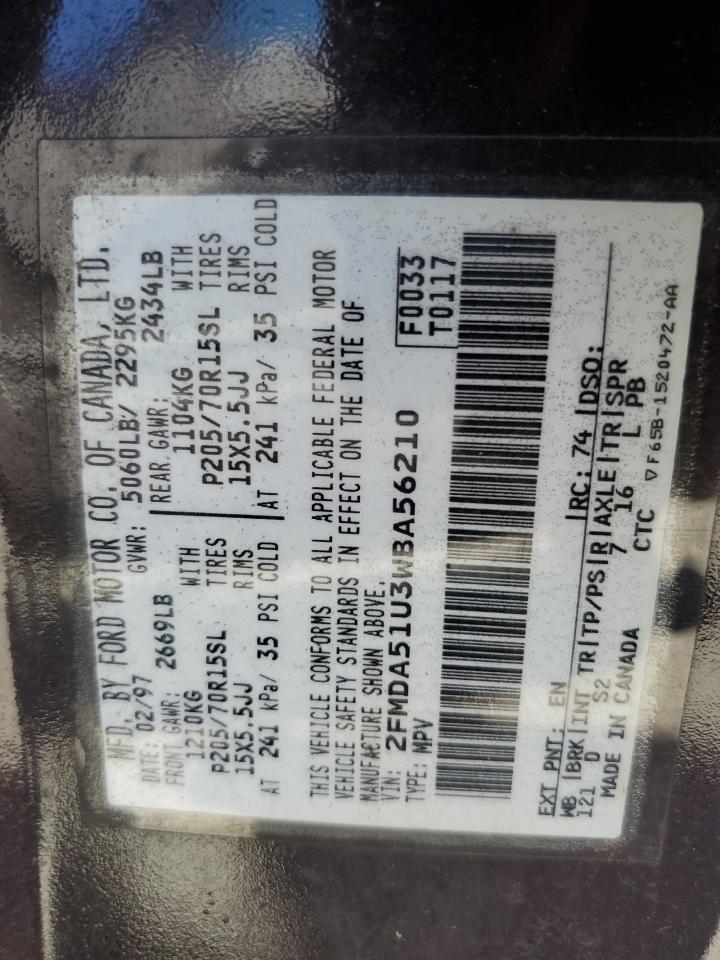 MFD. BY FORD MOTOR CO. OF CANADA, LTD.
DATE: 02/97 GVWR: 5060LB/ 2295KG
FRONT GAWR: 2669LB REAR GAWR: 2434LB
1210KG WITH 1104KG WITH
P205/70R15SL TIRES P205/70R15SL TIRES
15X5.5JJ RIMS 15X5.5JJ RIMS
AT 241 kPa/ 35 PSI COLD AT 241 kPa/ 35 PSI COLD
THIS VEHICLE CONFORMS TO ALL APPLICABLE FEDERAL MOTOR
VEHICLE SAFETY STANDARDS IN EFFECT ON THE DATE OF
MANUFACTURE SHOWN ABOVE.
VIN: 2FMDA51U3WBA56210 F0033
TYPE: MPV T0117
EXT PNT: EN RC: 74 DSO:
WB BRK INT TR TP/PS R AXLE TR SPR
121 D S2 7 16 L PB
MADE IN CANADA CTC ▽F65B-1520472-AA